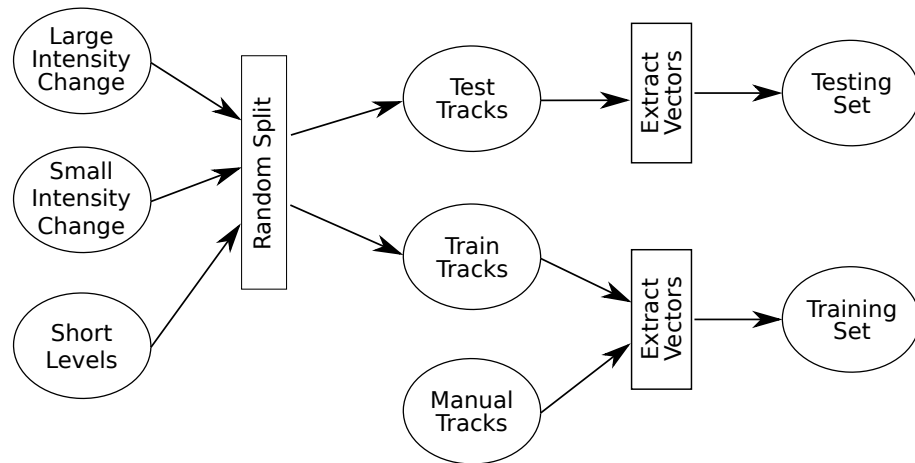 Large
Intensity
Change
Small
Intensity
Change
Short
Levels
Random Split
Test
Tracks
Train
Tracks
Manual
Tracks
Extract
Vectors
Extract
Vectors
Testing
Set
Training
Set